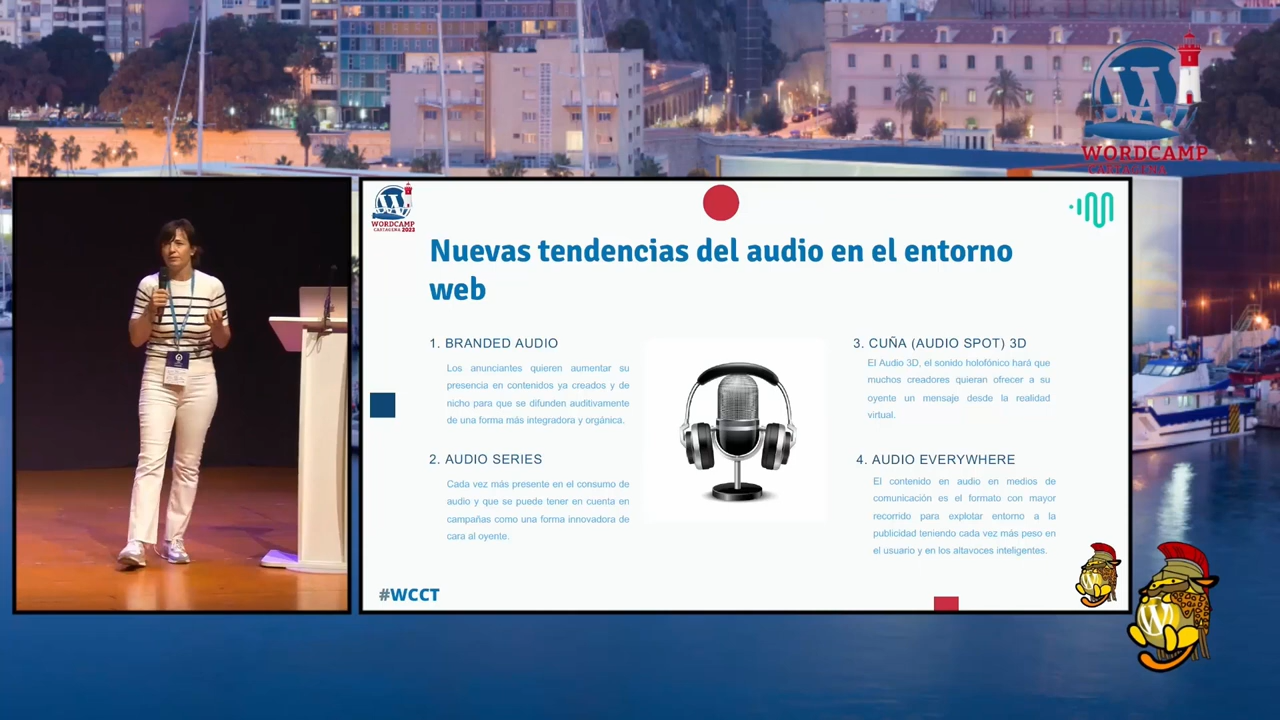 WORDCAMP
CARTAGENA
WORDCAMP
CARTAGENA 2023
Nuevas tendencias del audio en el entorno
web
1. BRANDED AUDIO
Los anunciantes quieren aumentar su
presencia en contenidos ya creados y de
nicho para que se difunden auditivamente
de una forma más integradora y orgánica.
2. AUDIO SERIES
Cada vez más presente en el consumo de
audio y que se puede tener en cuenta en
campañas como una forma innovadora de
cara al oyente.
3. CUÑA (AUDIO SPOT) 3D
El Audio 3D, el sonido holofónico hará que
muchos creadores quieran ofrecer a su
oyente un mensaje desde la realidad
virtual.
4. AUDIO EVERYWHERE
El contenido en audio en medios de
comunicación es el formato con mayor
recorrido para explotar entorno a la
publicidad teniendo cada vez más peso en
el usuario y en los altavoces inteligentes.
#WCCT